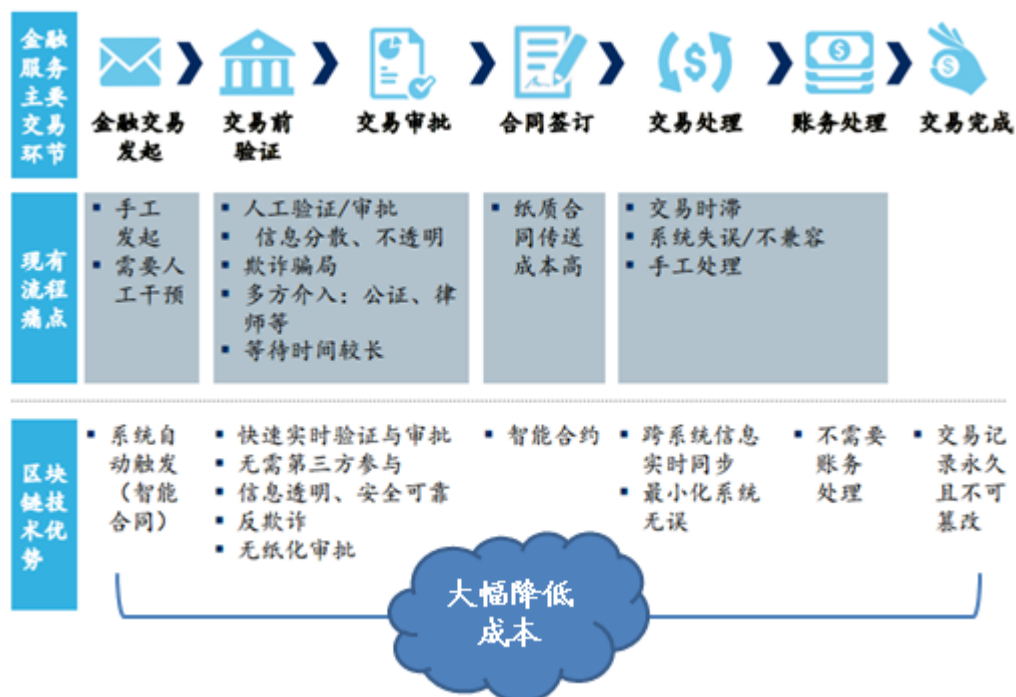 金融
服务
主要
交易
环节
金融交易
发起
交易前
验证
交易审批
合同签订
交易处理
账务处理
交易完成
现有
流程
痛点
▪ 手工
发起
▪ 需要人
工干预
▪ 人工验证/审批
▪ 信息分散、不透明
▪ 欺诈骗局
▪ 多方介入：公证、律
师等
▪ 等待时间较长
▪ 纸质合
同传送
成本高
▪ 交易时滞
▪ 系统失误/不兼容
▪ 手工处理
区块
链技
术优
势
▪ 系统自
动触发
（智能
合同）
▪ 快速实时验证与审批
▪ 无需第三方参与
▪ 信息透明、安全可靠
▪ 反欺诈
▪ 无纸化审批
▪ 智能合约
▪ 跨系统信息
实时同步
▪ 最小化系统
无误
▪ 不需要
账务
处理
▪ 交易记
录永久
且不可
篡改
大幅降低
成本